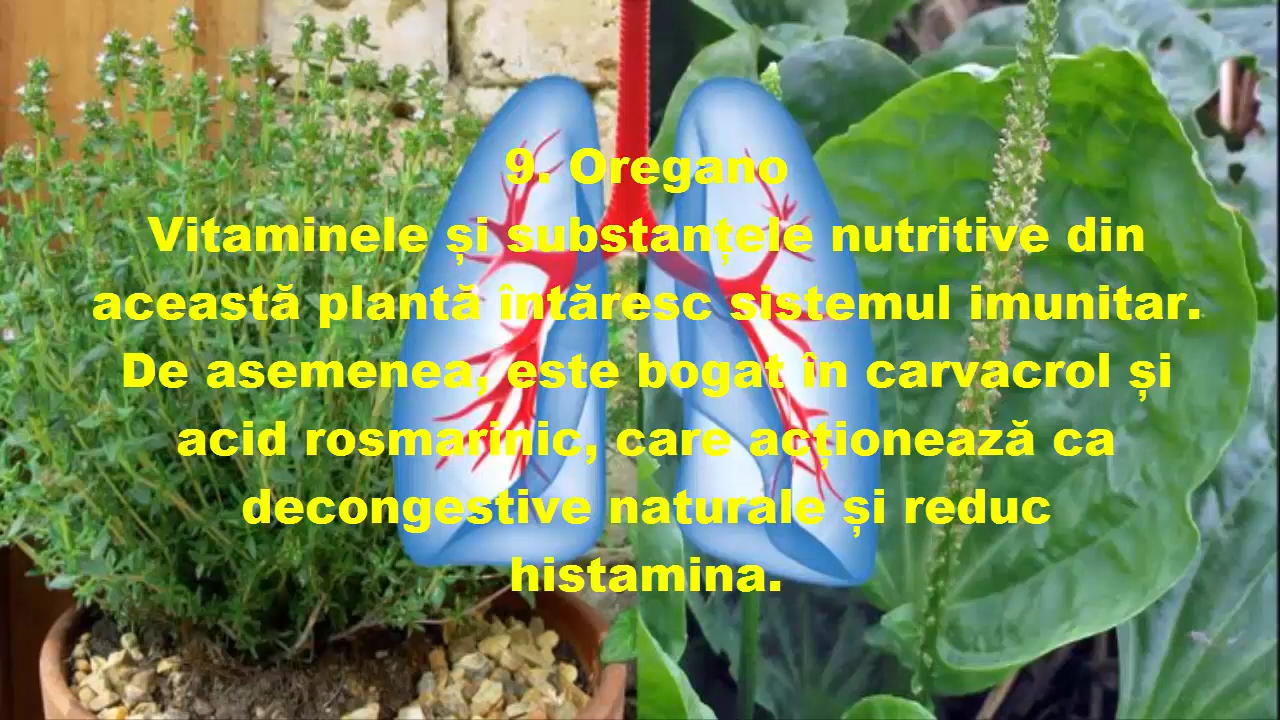 9. Oregano
Vitaminele și substanțele nutritive din
această plantă întăresc sistemul imunitar.
De asemenea, este bogat în carvacrol și
acid rosmarinic, care acționează ca
decongestive naturale și reduc
histamina.